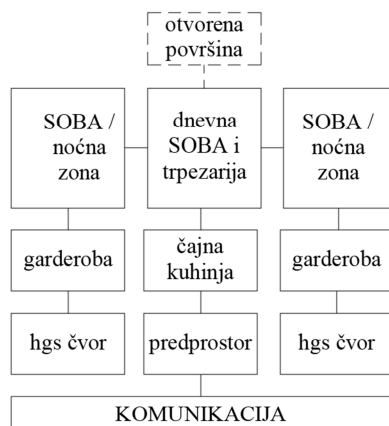 otvorena
površina
SOBA /
noćna
zona
dnevna
SOBA i
trpezarija
SOBA /
noćna
zona
garderoba
čajna
kuhinja
garderoba
hgs čvor
predprostor
hgs čvor
KOMUNIKACIJA